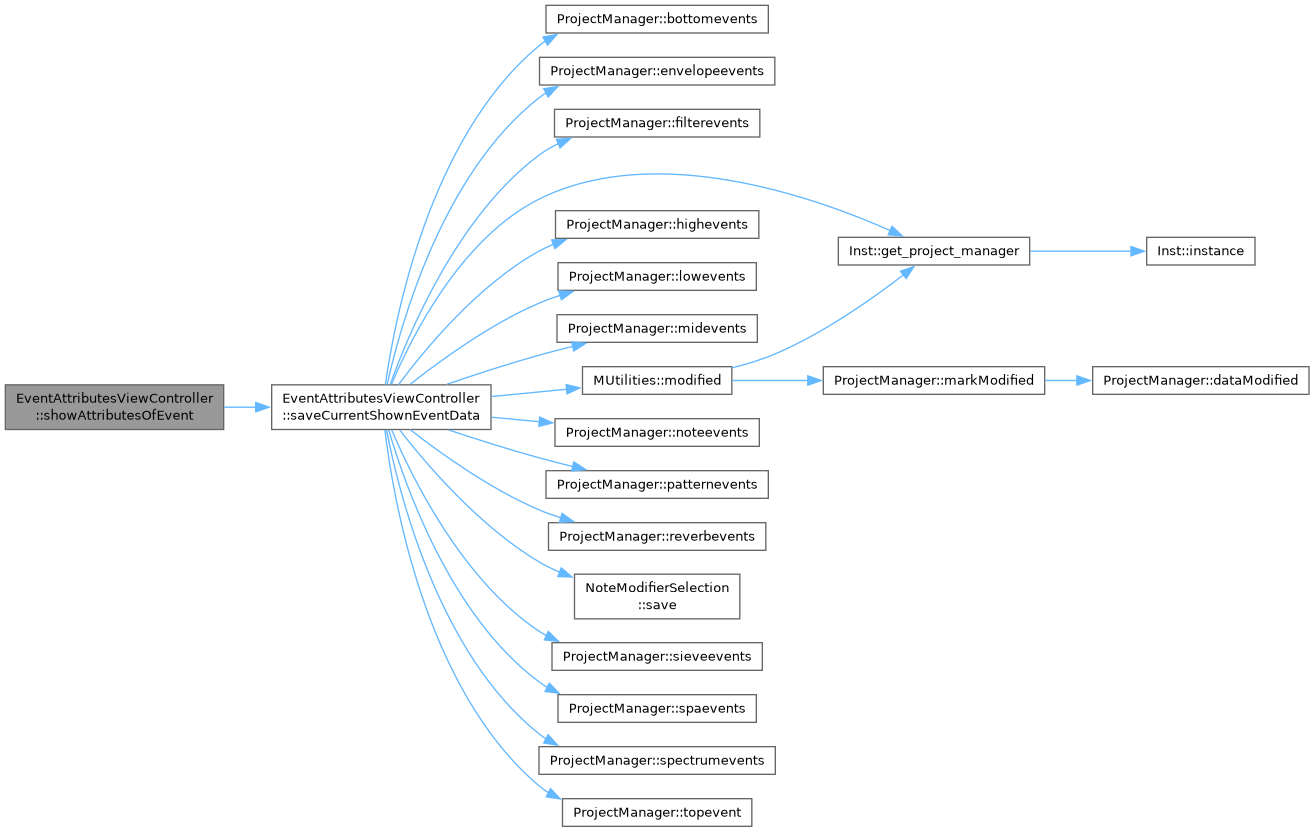 ProjectManager::bottomevents
ProjectManager::envelopeevents
ProjectManager::filterevents
ProjectManager::highevents
Inst::get_project_manager
Inst::instance
ProjectManager::lowevents
ProjectManager::midevents
MUtilities::modified
ProjectManager::markModified
ProjectManager::dataModified
EventAttributesViewController
::showAttributesOfEvent
EventAttributesViewController
::saveCurrentShownEventData
ProjectManager::noteevents
ProjectManager::patternevents
ProjectManager::reverbevents
NoteModifierSelection
::save
ProjectManager::sieveevents
ProjectManager::spaevents
ProjectManager::spectrumevents
ProjectManager::topevent